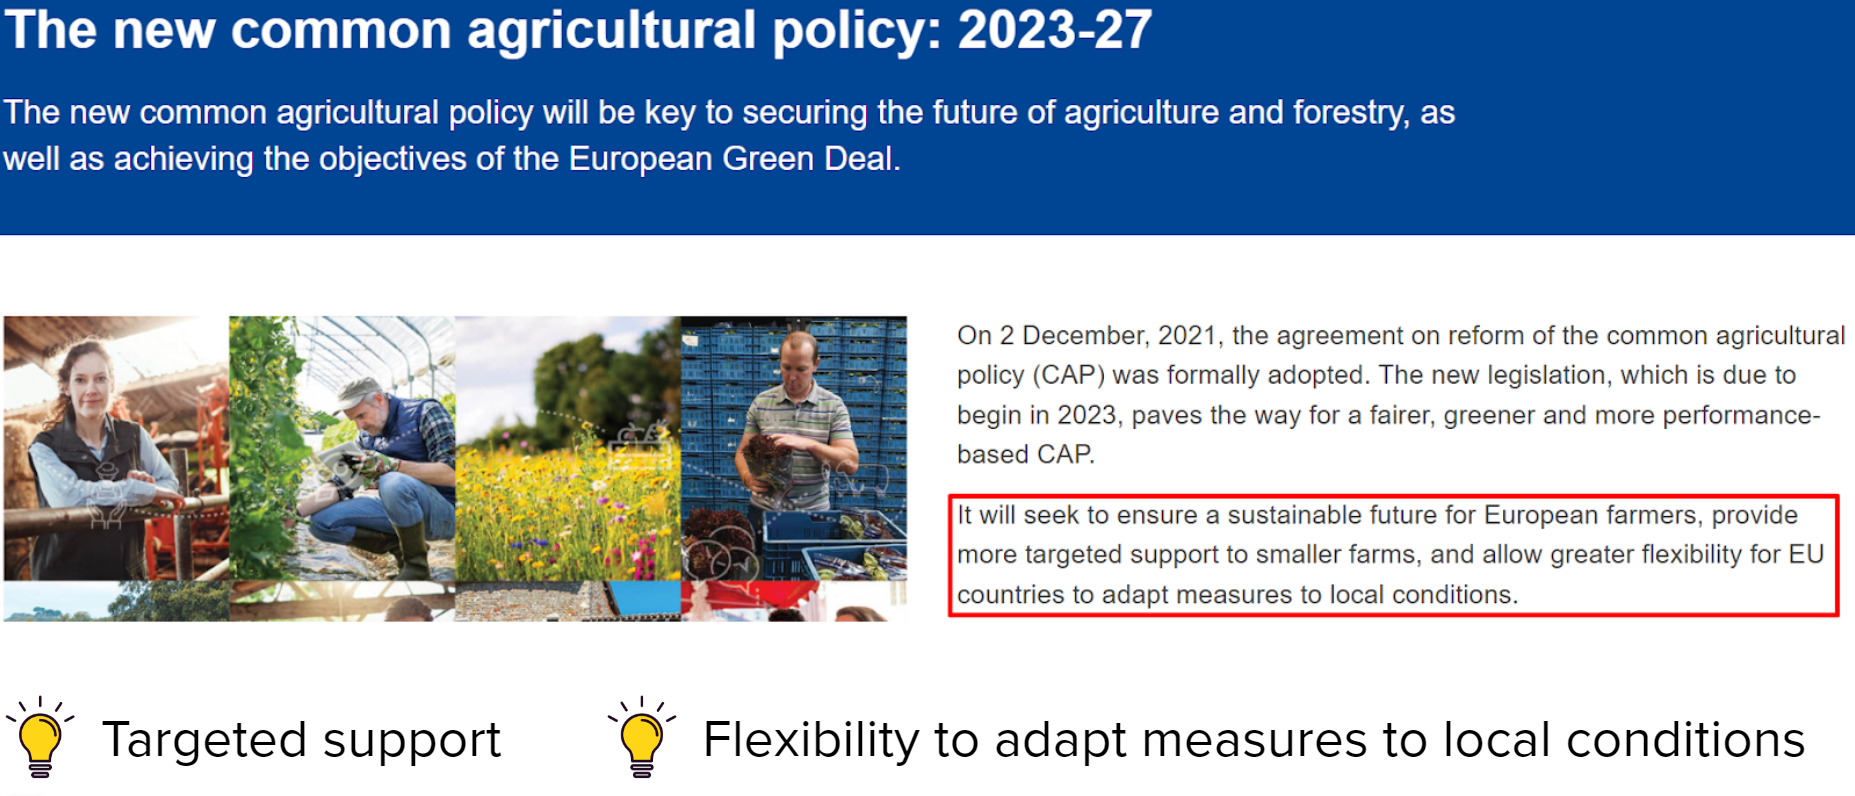 The new common agricultural policy: 2023-27
The new common agricultural policy will be key to securing the future of agriculture and forestry, as
well as achieving the objectives of the European Green Deal.
On 2 December, 2021, the agreement on reform of the common agricultural
policy (CAP) was formally adopted. The new legislation, which is due to
begin in 2023, paves the way for a fairer, greener and more performance-
based CAP.
It will seek to ensure a sustainable future for European farmers, provide
more targeted support to smaller farms, and allow greater flexibility for EU
countries to adapt measures to local conditions.
Targeted support
Flexibility to adapt measures to local conditions